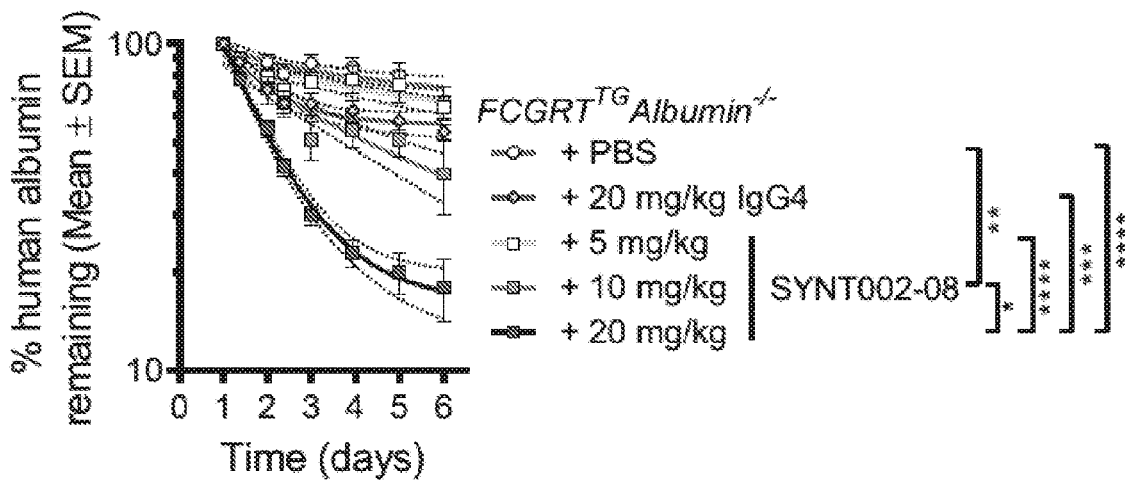 % human albumin
remaining (Mean ± SEM)
100
10
0 1 2 3 4 5 6
Time (days)
FCGRT^TG Albumin^-/-
+ PBS
+ 20 mg/kg IgG4
+ 5 mg/kg
+ 10 mg/kg
+ 20 mg/kg
SYNT002-08
**
*
****
***
****